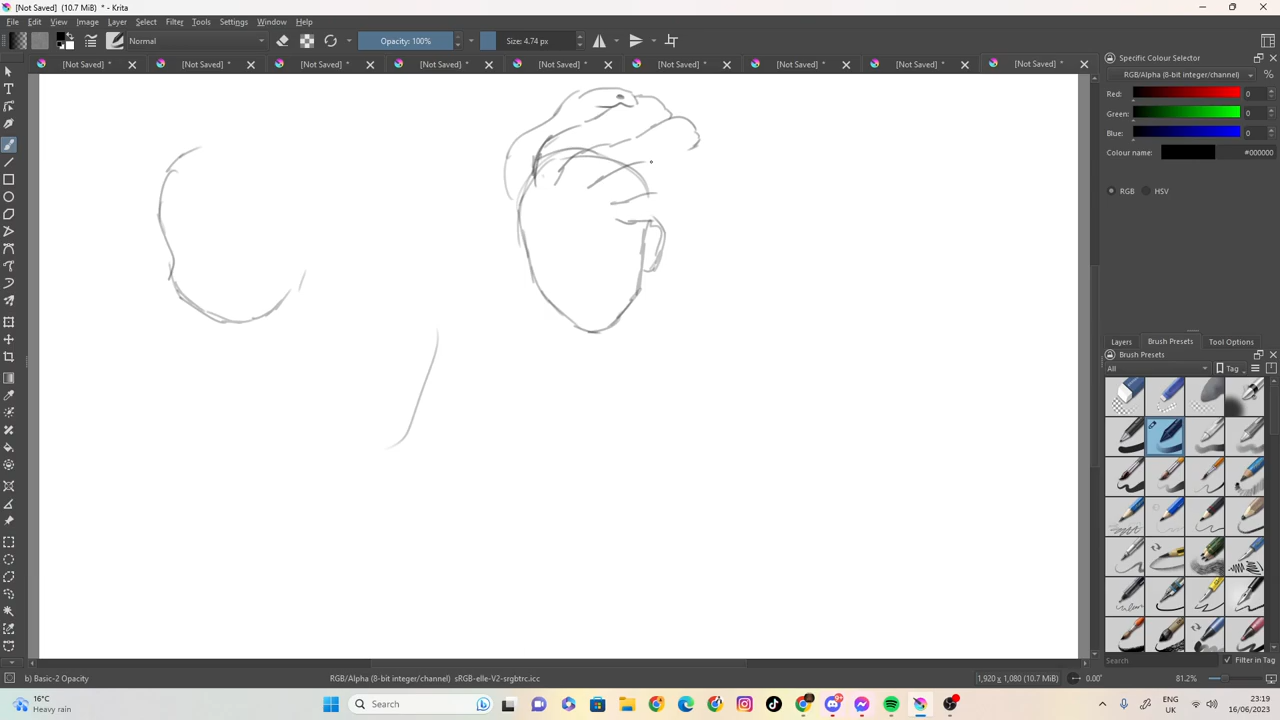 [Not Saved] (10.7 MiB) * - Krita
File Edit View Image Layer Select Filter Tools Settings Window Help
Normal Opacity: 100% Size: 4.74 px
[Not Saved] * [Not Saved] * [Not Saved] * [Not Saved] * [Not Saved] * [Not Saved] * [Not Saved] * [Not Saved] * [Not Saved] *
Specific Colour Selector
RGB/Alpha (8-bit integer/channel) %
Red: 0
Green: 0
Blue: 0
Colour name: #000000
RGB HSV
Layers Brush Presets Tool Options
Brush Presets
All Tag
Search Filter in Tag
b) Basic-2 Opacity RGB/Alpha (8-bit integer/channel) sRGB-elle-V2-srgbtrc.icc 1,920 x 1,080 (10.7 MiB) 0.00° 81.2%
16°C
Heavy rain
Search
ENG
UK
23:19
16/06/2023